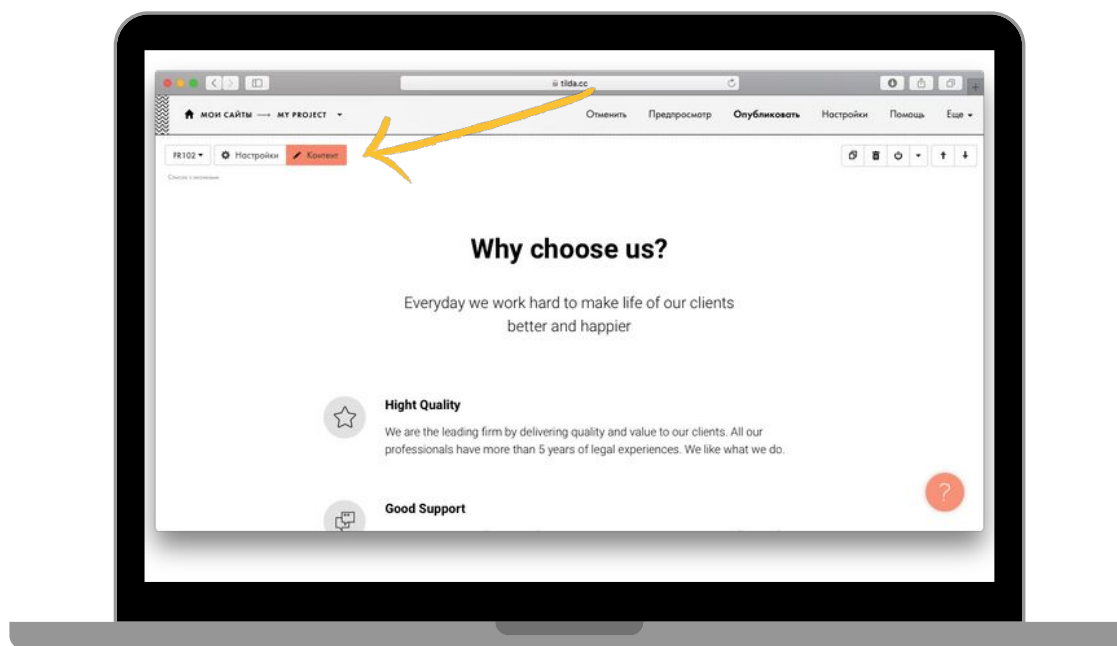 tilda.cc
МОИ САЙТЫ → MY PROJECT
Отменить Предпросмотр Опубликовать Настройки Помощь Еще
FR102 Настройки Контент
Why choose us?
Everyday we work hard to make life of our clients
better and happier
Hight Quality
We are the leading firm by delivering quality and value to our clients. All our
professionals have more than 5 years of legal experiences. We like what we do.
Good Support
?